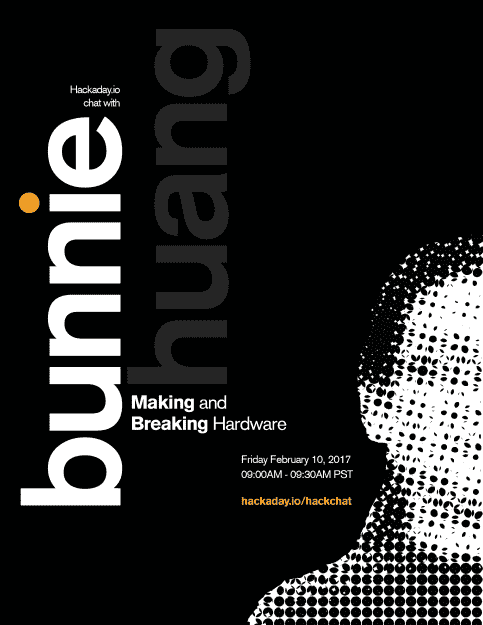 Hackaday.io
chat with
bunnie
huang
Making and
Breaking Hardware
Friday February 10, 2017
09:00AM - 09:30AM PST
hackaday.io/hackchat